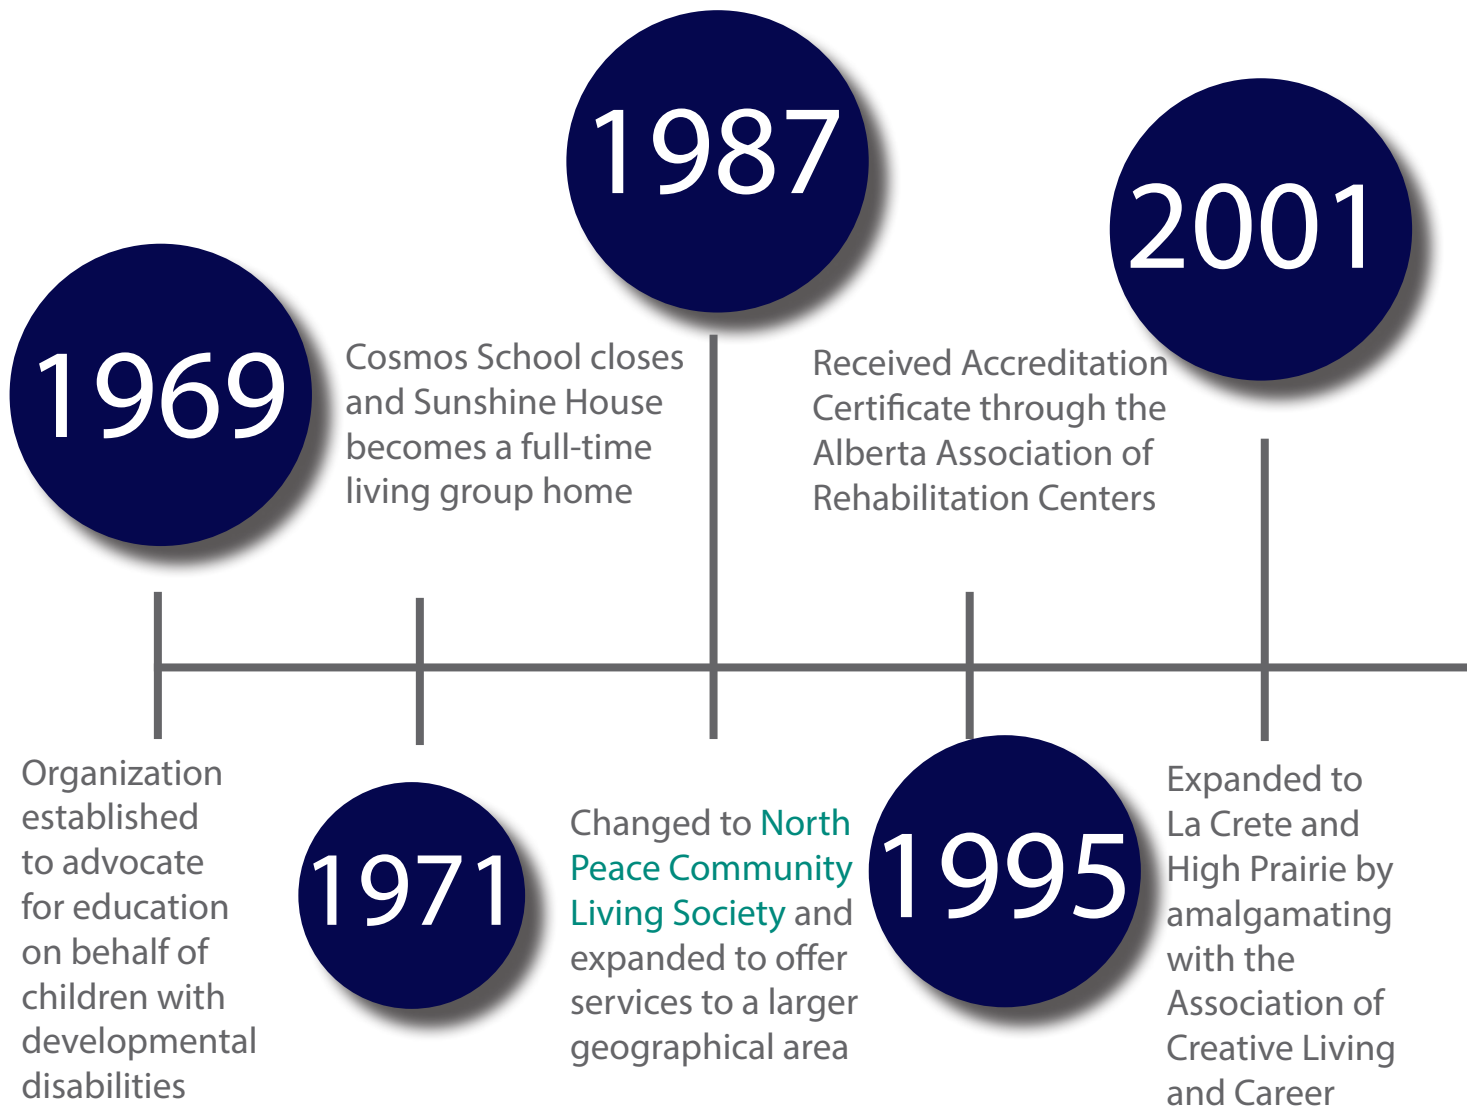 1969
Organization
established
to advocate
for education
on behalf of
children with
developmental
disabilities
Cosmos School closes
and Sunshine House
becomes a full-time
living group home
1971
1987
Changed to North
Peace Community
Living Society and
expanded to offer
services to a larger
geographical area
Received Accreditation
Certificate through the
Alberta Association of
Rehabilitation Centers
1995
2001
Expanded to
La Crete and
High Prairie by
amalgamating
with the
Association of
Creative Living
and Career